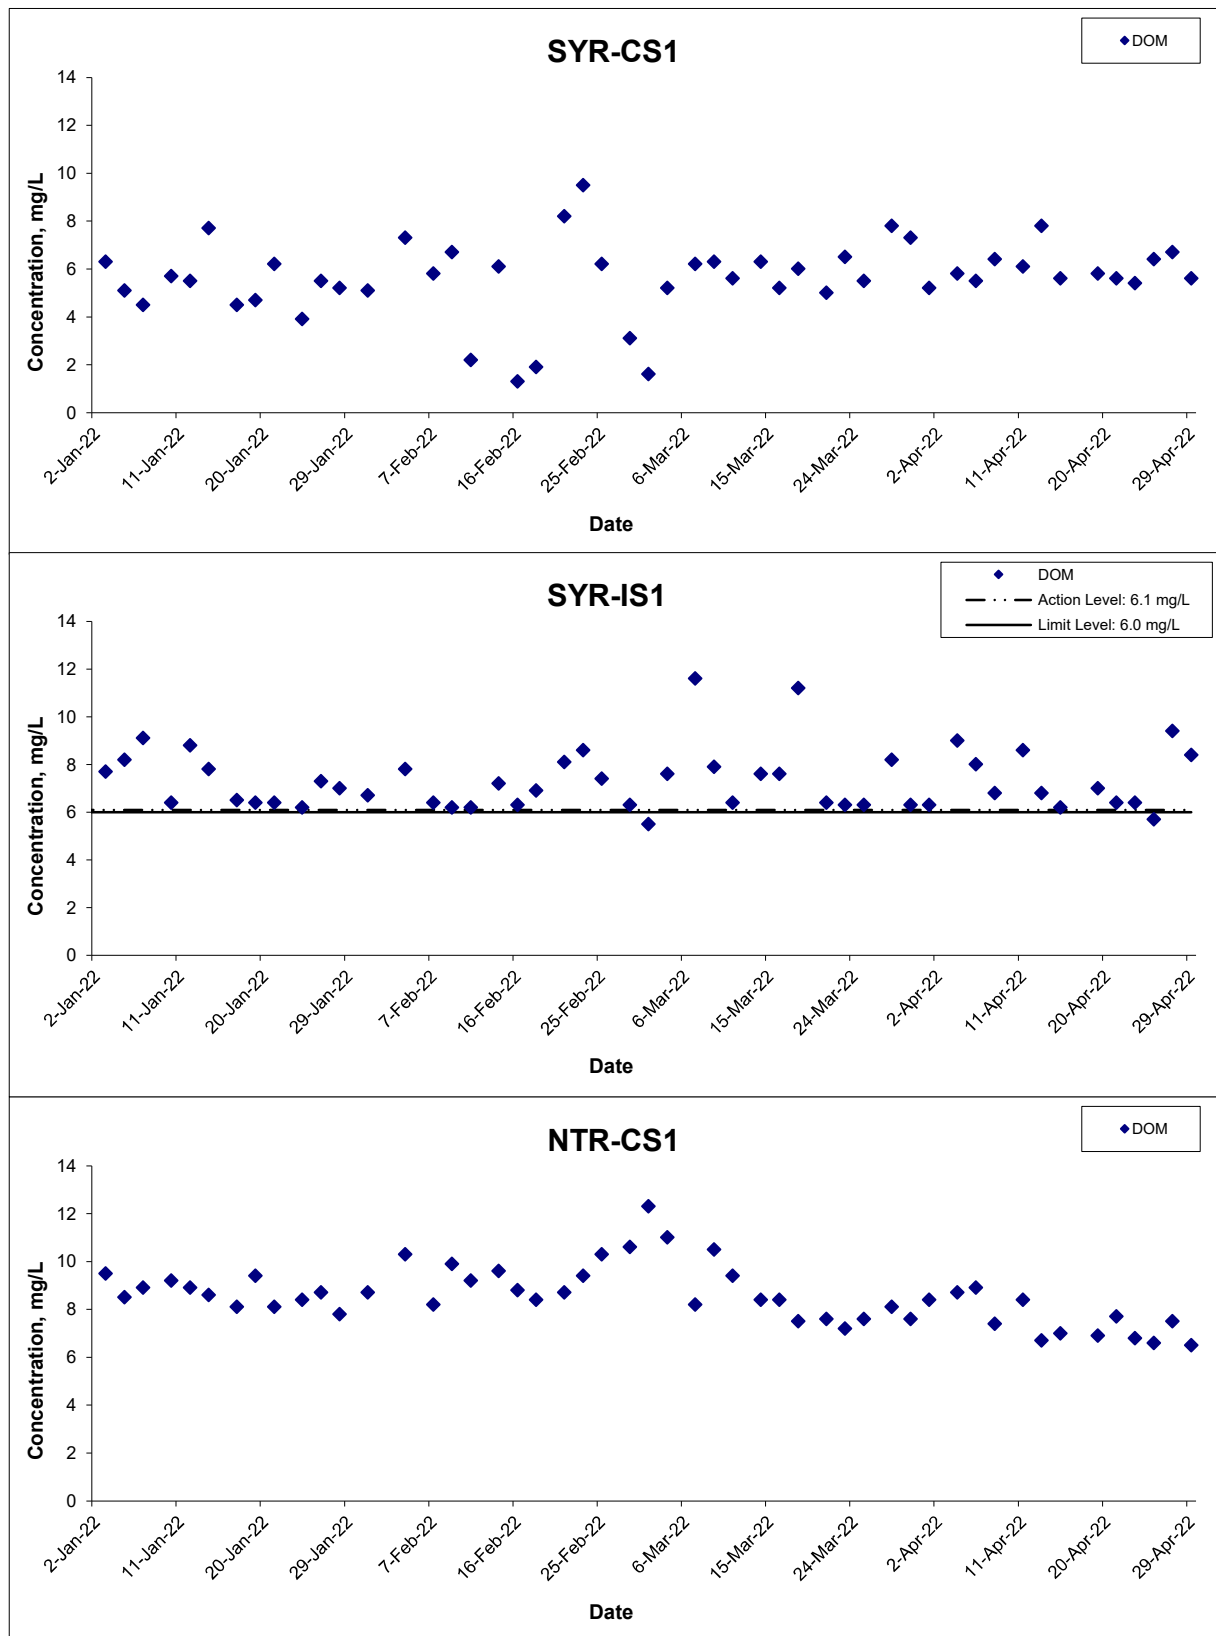 SYR-CS1
DOM
Concentration, mg/L
14
12
10
8
6
4
2
0
2-Jan-22
11-Jan-22
20-Jan-22
29-Jan-22
7-Feb-22
16-Feb-22
25-Feb-22
6-Mar-22
15-Mar-22
24-Mar-22
2-Apr-22
11-Apr-22
20-Apr-22
29-Apr-22
Date
SYR-IS1
DOM
Action Level: 6.1 mg/L
Limit Level: 6.0 mg/L
Concentration, mg/L
14
12
10
8
6
4
2
0
2-Jan-22
11-Jan-22
20-Jan-22
29-Jan-22
7-Feb-22
16-Feb-22
25-Feb-22
6-Mar-22
15-Mar-22
24-Mar-22
2-Apr-22
11-Apr-22
20-Apr-22
29-Apr-22
Date
NTR-CS1
DOM
Concentration, mg/L
14
12
10
8
6
4
2
0
2-Jan-22
11-Jan-22
20-Jan-22
29-Jan-22
7-Feb-22
16-Feb-22
25-Feb-22
6-Mar-22
15-Mar-22
24-Mar-22
2-Apr-22
11-Apr-22
20-Apr-22
29-Apr-22
Date